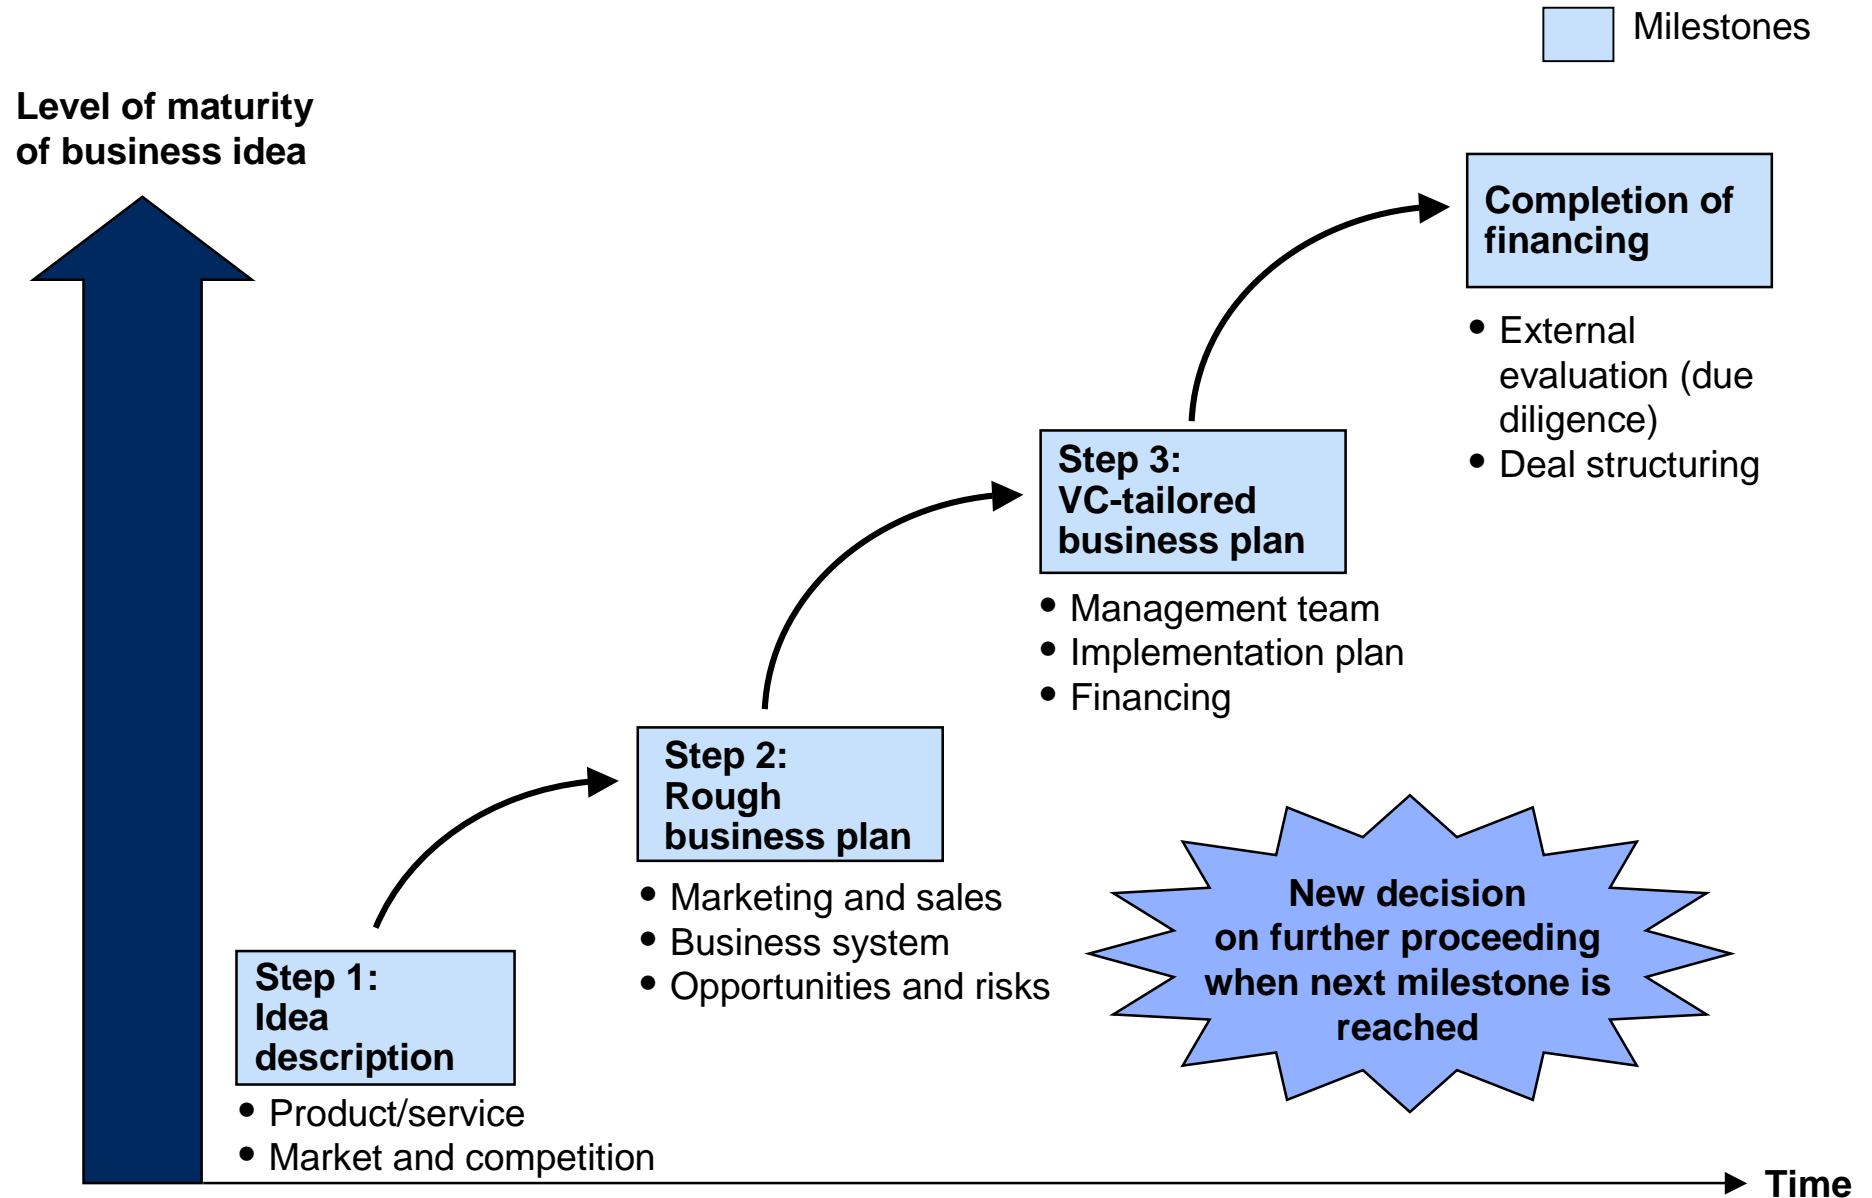 Milestones
Level of maturity
of business idea
Completion of
financing
• External
evaluation (due
diligence)
• Deal structuring
Step 3:
VC-tailored
business plan
• Management team
• Implementation plan
• Financing
Step 2:
Rough
business plan
• Marketing and sales
• Business system
• Opportunities and risks
New decision
on further proceeding
when next milestone is
reached
Step 1:
Idea
description
• Product/service
• Market and competition
Time